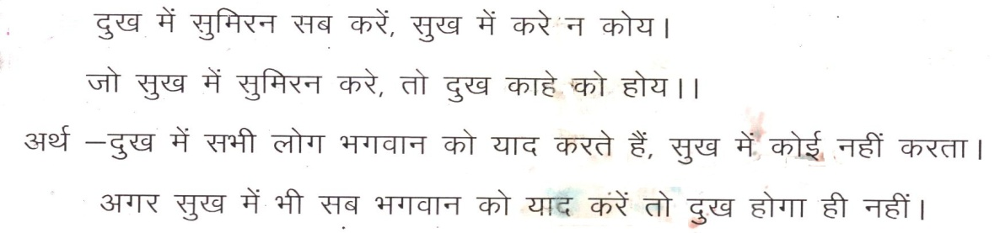 दुख में सुमिरन सब करें, सुख में करे न कोय।
जो सुख में सुमिरन करे, तो दुख काहे को होय।।
अर्थ –दुख में सभी लोग भगवान को याद करते हैं, सुख में कोई नहीं करता।
अगर सुख में भी सब भगवान को याद करें तो दुख होगा ही नहीं।